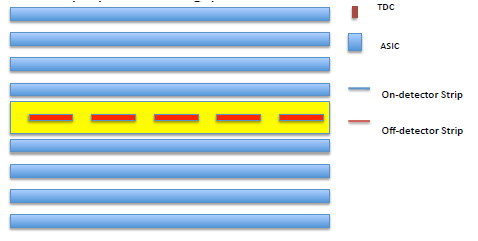 TDC
ASIC
On-detector Strip
Off-detector Strip